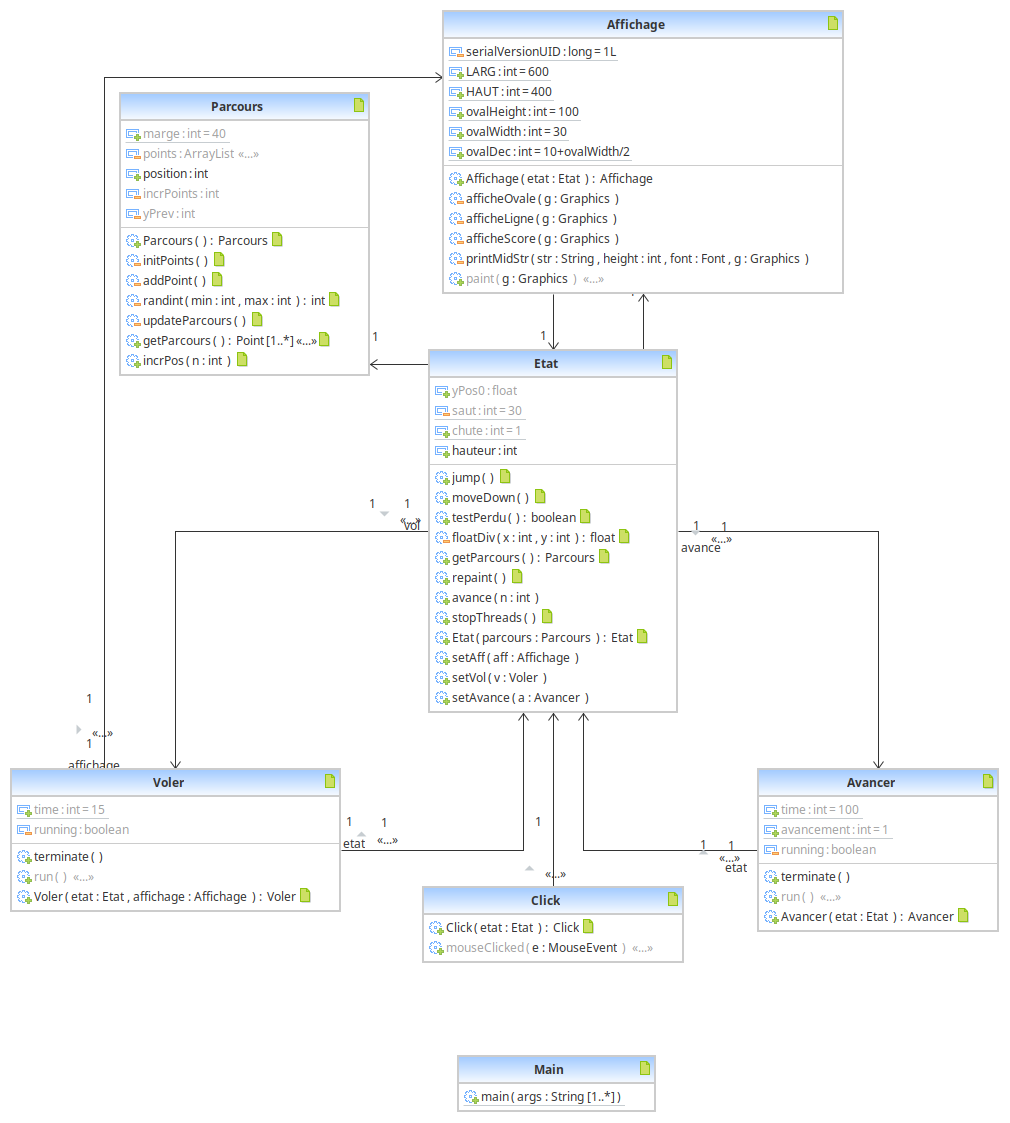 Affichage
serialVersionUID : long = 1L
LARG : int = 600
HAUT : int = 400
ovalHeight : int = 100
ovalWidth : int = 30
ovalDec : int = 10+ovalWidth/2
Affichage ( etat : Etat ) : Affichage
afficheOvale ( g : Graphics )
afficheLigne ( g : Graphics )
afficheScore ( g : Graphics )
printMidStr ( str : String , height : int , font : Font , g : Graphics )
paint ( g : Graphics ) «...»
Parcours
marge : int = 40
points : ArrayList «...»
position : int
incrPoints : int
yPrev : int
Parcours ( ) : Parcours
initPoints ( )
addPoint ( )
randint ( min : int , max : int ) : int
updateParcours ( )
getParcours ( ) : Point [1..*] «...»
incrPos ( n : int )
1
1
Etat
yPos0 : float
saut : int = 30
chute : int = 1
hauteur : int
jump ( )
moveDown ( )
testPerdu ( ) : boolean
floatDiv ( x : int , y : int ) : float
getParcours ( ) : Parcours
repaint ( )
avance ( n : int )
stopThreads ( )
Etat ( parcours : Parcours ) : Etat
setAff ( aff : Affichage )
setVol ( v : Voler )
setAvance ( a : Avancer )
1 1
«...»
vol
1 1
«...»
avance
1
«...»
1
affichage
Voler
time : int = 15
running : boolean
terminate ( )
run ( ) «...»
Voler ( etat : Etat , affichage : Affichage ) : Voler
1 1
etat «...»
1
«...»
1 1
«...»
etat
Click
Click ( etat : Etat ) : Click
mouseClicked ( e : MouseEvent ) «...»
Avancer
time : int = 100
avancement : int = 1
running : boolean
terminate ( )
run ( ) «...»
Avancer ( etat : Etat ) : Avancer
Main
main ( args : String [1..*] )